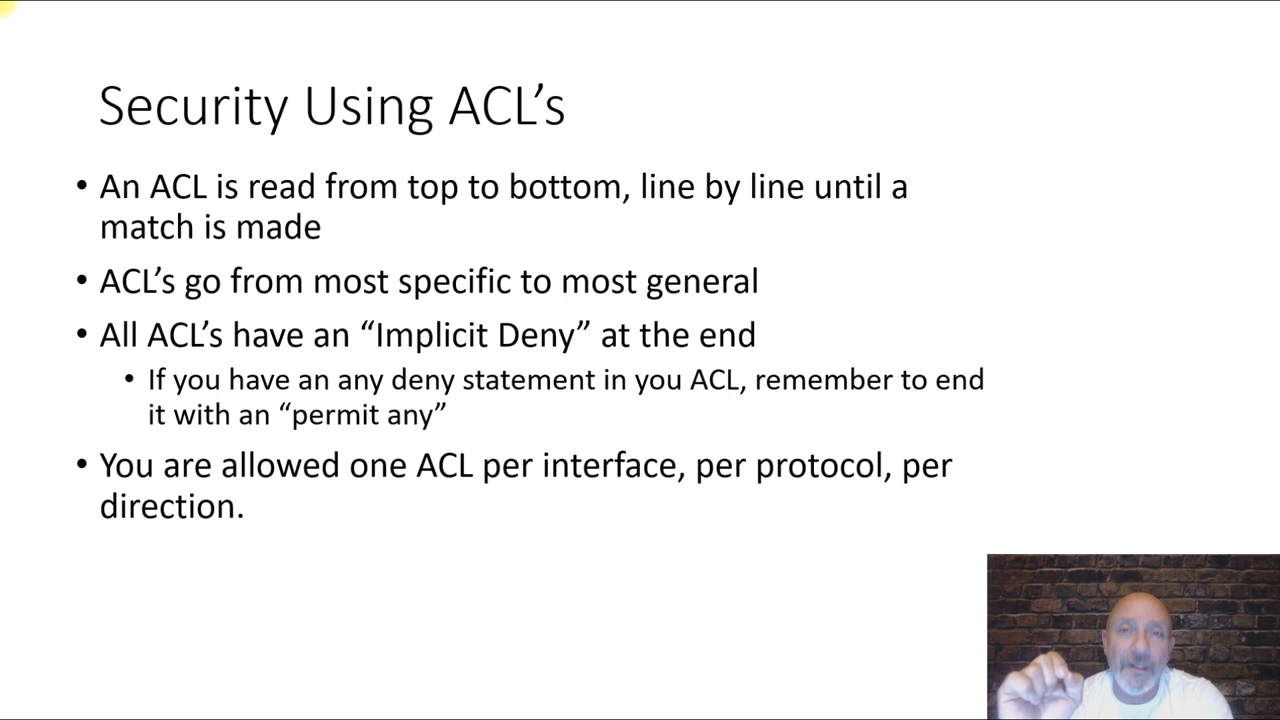 Security Using ACL’s
• An ACL is read from top to bottom, line by line until a
match is made
• ACL’s go from most specific to most general
• All ACL’s have an “Implicit Deny” at the end
• If you have an any deny statement in you ACL, remember to end
it with an “permit any”
• You are allowed one ACL per interface, per protocol, per
direction.